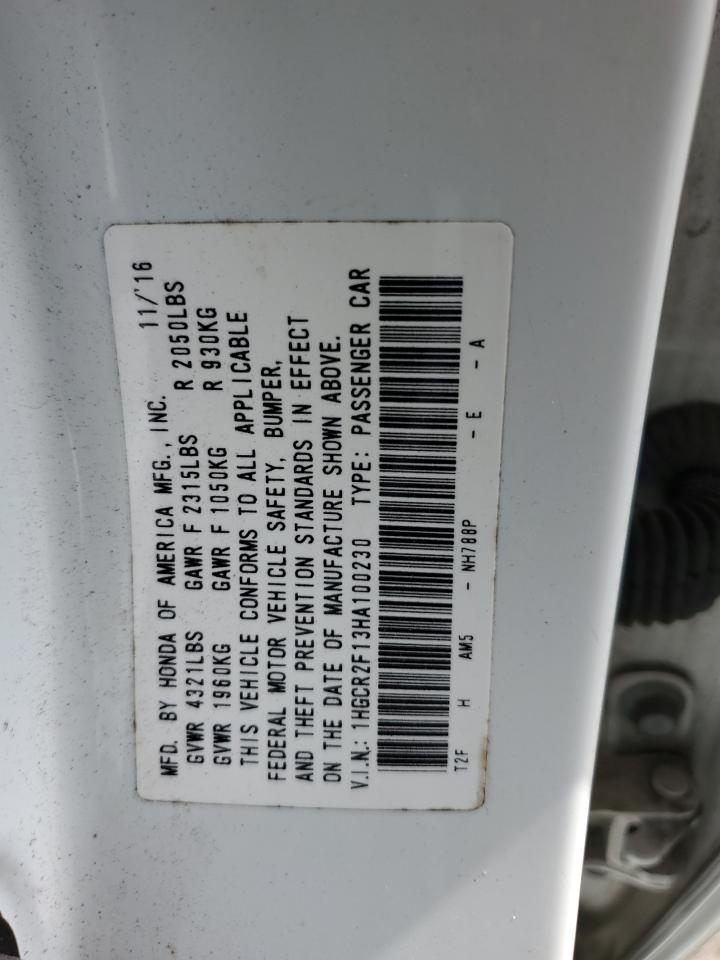 MFD. BY HONDA OF AMERICA MFG., INC. 11/'16
GVWR 4321LBS GAWR F 2315LBS R 2050LBS
GVWR 1960KG GAWR F 1050KG R 930KG
THIS VEHICLE CONFORMS TO ALL APPLICABLE
FEDERAL MOTOR VEHICLE SAFETY, BUMPER,
AND THEFT PREVENTION STANDARDS IN EFFECT
ON THE DATE OF MANUFACTURE SHOWN ABOVE.
V.I.N.: 1HGCR2F13HA100230 TYPE: PASSENGER CAR
T2F H AM5 - NH788P - E - A